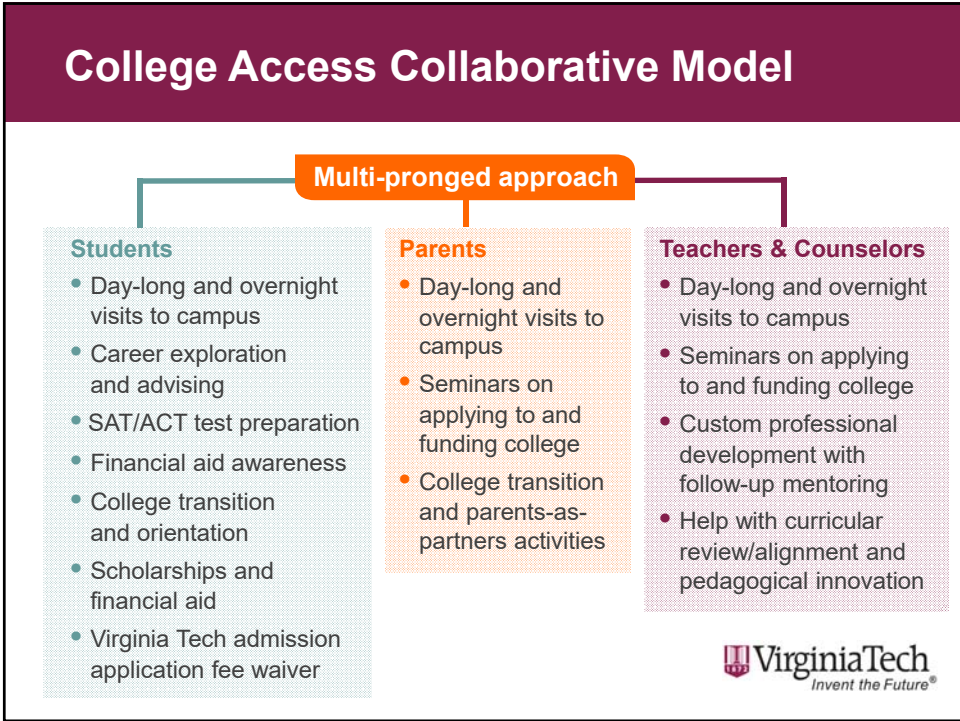 College Access Collaborative Model
Multi-pronged approach
Students
• Day-long and overnight
visits to campus
• Career exploration
and advising
• SAT/ACT test preparation
• Financial aid awareness
• College transition
and orientation
• Scholarships and
financial aid
• Virginia Tech admission
application fee waiver
Parents
• Day-long and
overnight visits to
campus
• Seminars on
applying to and
funding college
• College transition
and parents-as-
partners activities
Teachers & Counselors
• Day-long and overnight
visits to campus
• Seminars on applying
to and funding college
• Custom professional
development with
follow-up mentoring
• Help with curricular
review/alignment and
pedagogical innovation
1872
VirginiaTech
Invent the Future®